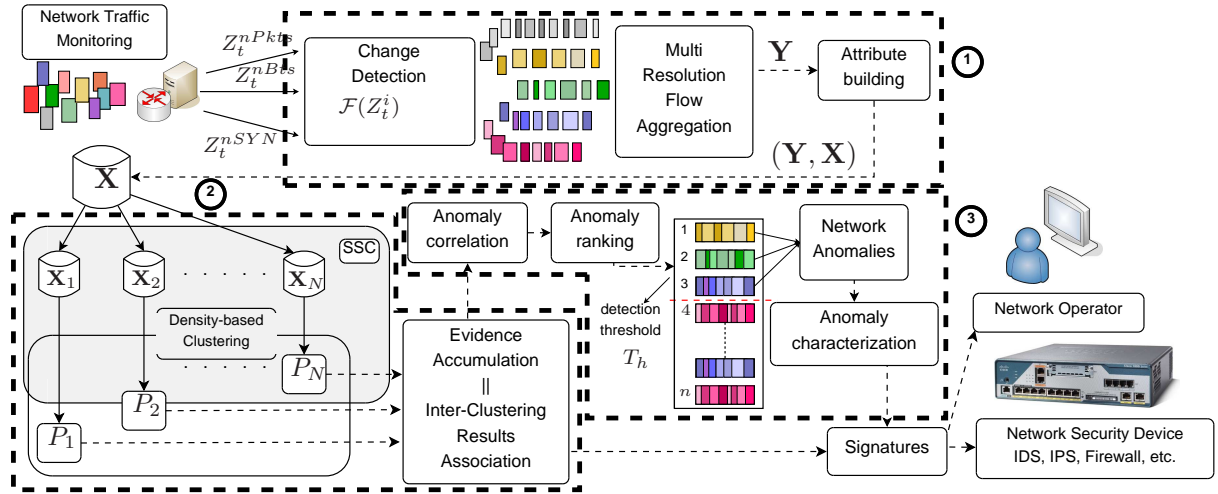 Network Traffic
Monitoring
Z_t^{nPkts}
Z_t^{nBts}
Z_t^{nSYN}
Change
Detection
\mathcal{F}(Z_t^i)
Multi
Resolution
Flow
Aggregation
Y
Attribute
building
1
(Y, X)
X
2
SSC
X_1
X_2
. . . . .
X_N
Density-based
Clustering
. . . . .
P_N
P_2
P_1
Evidence
Accumulation
||
Inter-Clustering
Results
Association
Anomaly
correlation
Anomaly
ranking
detection
threshold
T_h
1
2
3
4
n
Network
Anomalies
Anomaly
characterization
3
Signatures
Network Operator
Network Security Device
IDS, IPS, Firewall, etc.